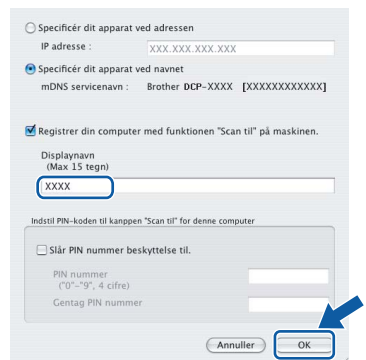 Specificér dit apparat ved adressen
IP adresse : XXX.XXX.XXX.XXX
Specificér dit apparat ved navnet
mDNS servicenavn : Brother DCP-XXXX [XXXXXXXXXXXX]
Registrer din computer med funktionen "Scan til" på maskinen.
Displaynavn
(Max 15 tegn)
XXXX
Indstil PIN-koden til kanppen "Scan til" for denne computer
Slår PIN nummer beskyttelse til.
PIN nummer
("0"-"9", 4 cifre)
Gentag PIN nummer
Annuller OK